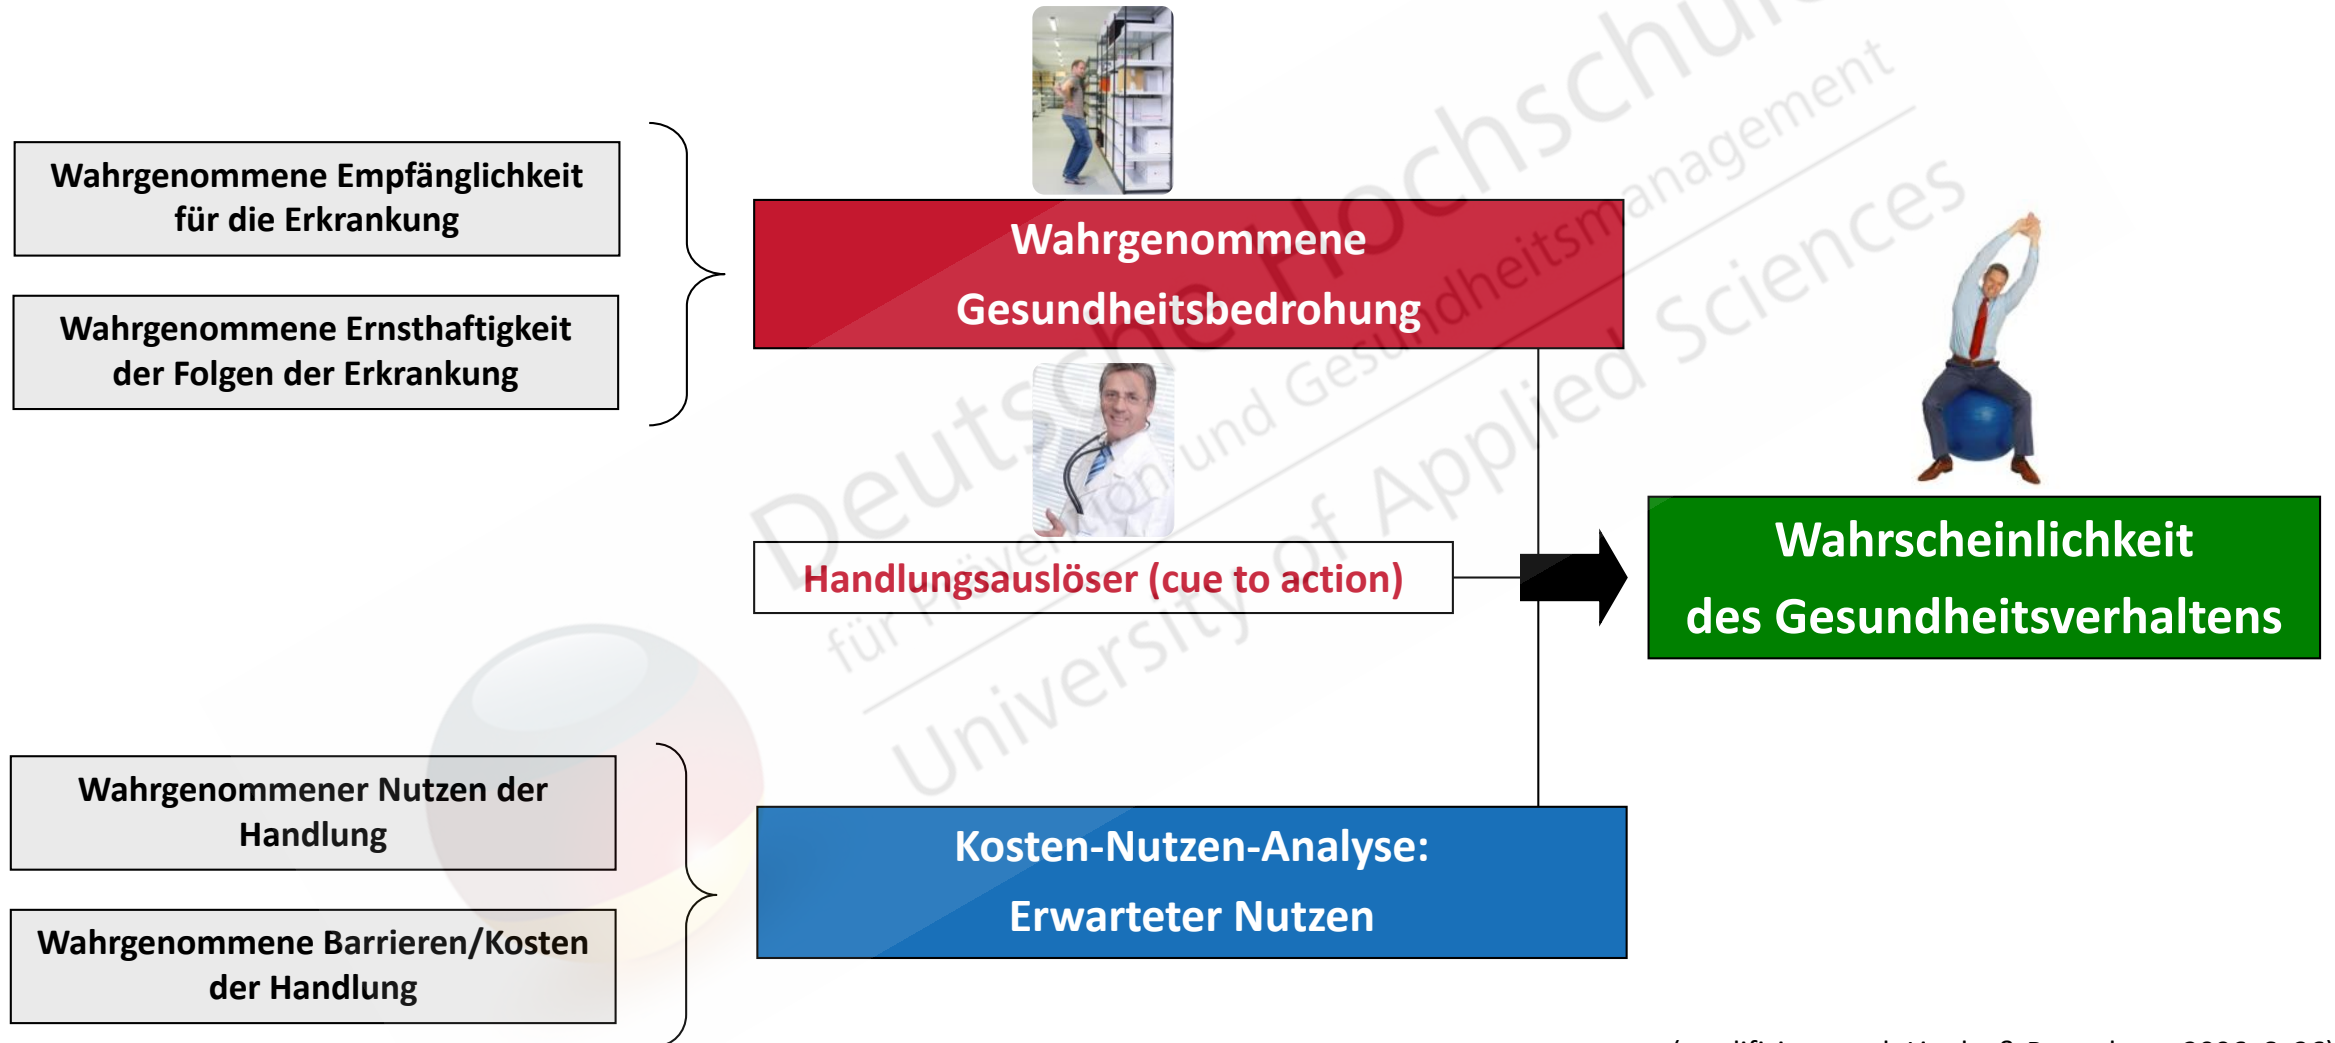 Wahrgenommene Empfänglichkeit
für die Erkrankung
Wahrgenommene Ernsthaftigkeit
der Folgen der Erkrankung
Wahrgenommene
Gesundheitsbedrohung
Handlungsauslöser (cue to action)
Wahrscheinlichkeit
des Gesundheitsverhaltens
Wahrgenommener Nutzen der
Handlung
Wahrgenommene Barrieren/Kosten
der Handlung
Kosten-Nutzen-Analyse:
Erwarteter Nutzen
Deutsche Hochschule
für Prävention und Gesundheitsmanagement
University of Applied Sciences